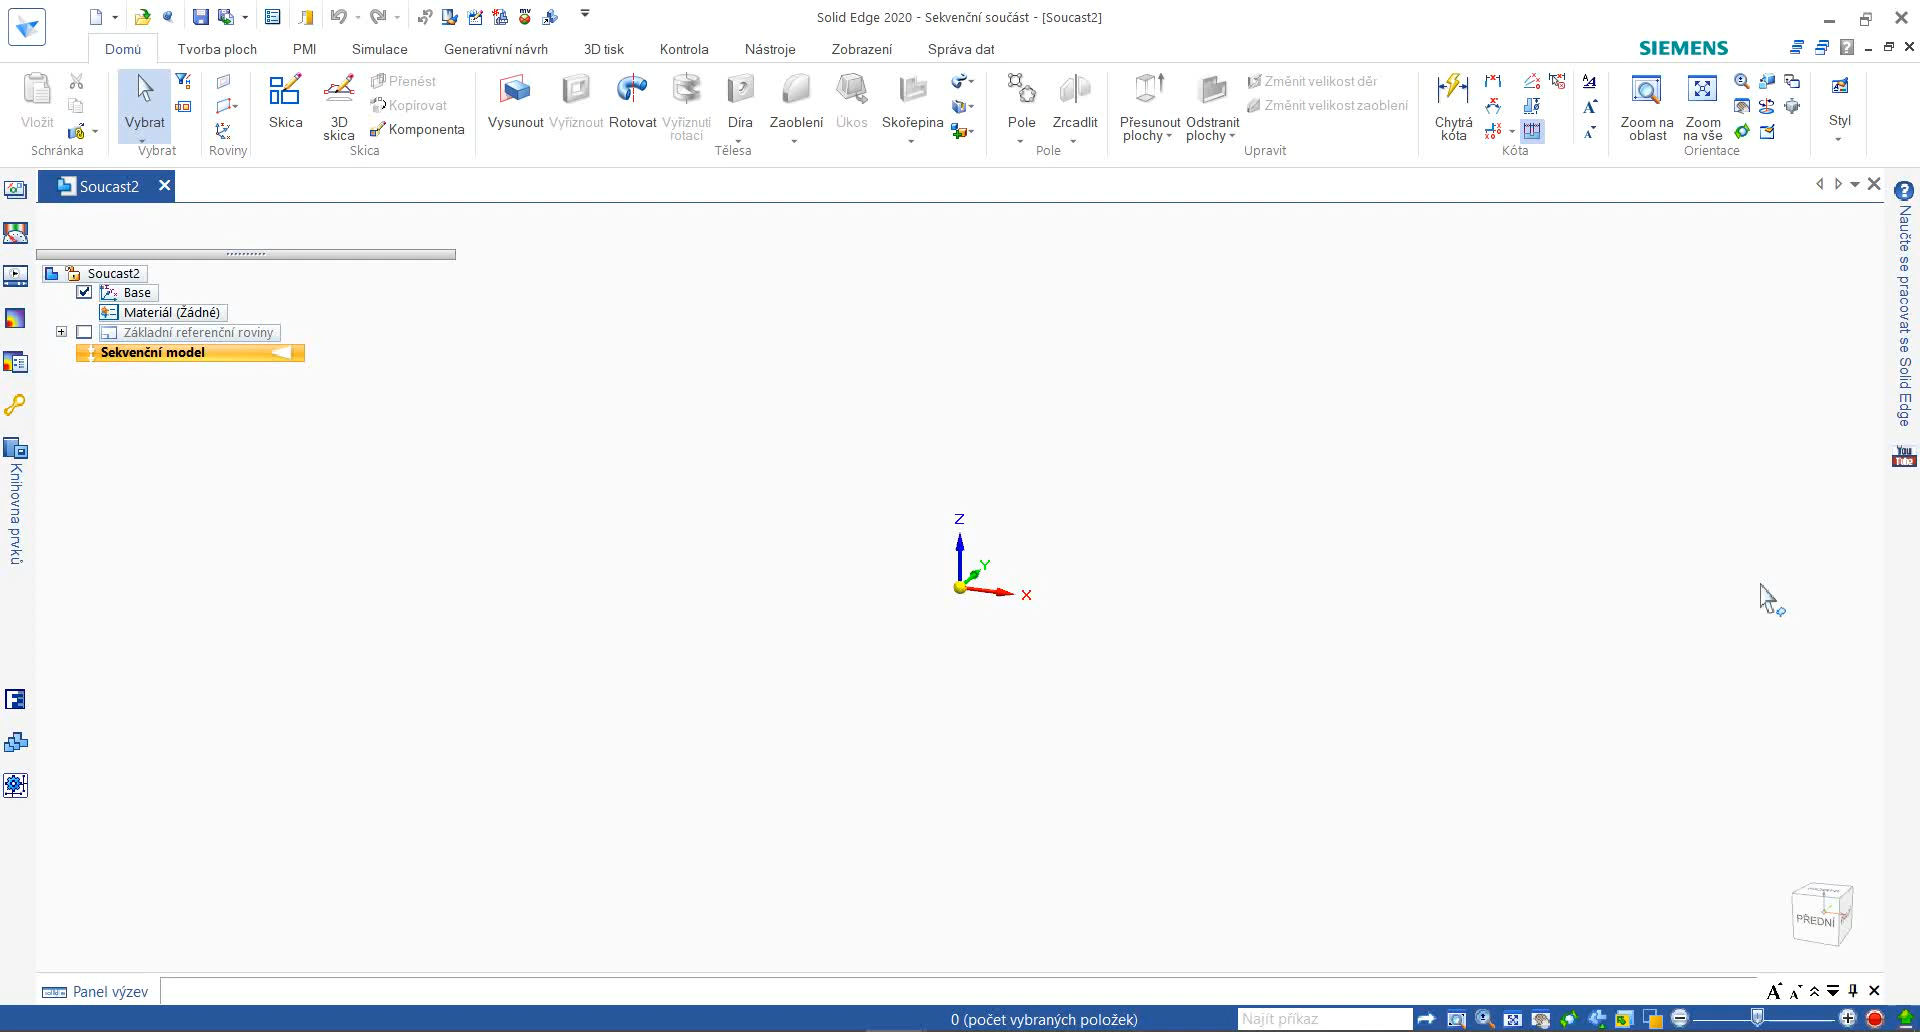 Solid Edge 2020 - Sekvenční součást - [Soucast2]
Domů Tvorba ploch PMI Simulace Generativní návrh 3D tisk Kontrola Nástroje Zobrazení Správa dat
SIEMENS
Vložit
Schránka
Vybrat
Vybrat
Roviny
Skica
3D skica
Přenést
Kopírovat
Komponenta
Skica
Vysunout
Vyříznout
Rotovat
Vyříznutí rotací
Díra
Zaoblení
Úkos
Skořepina
Tělesa
Pole
Zrcadlit
Pole
Přesunout plochy
Odstranit plochy
Změnit velikost děr
Změnit velikost zaoblení
Upravit
Chytrá kóta
Kóta
Zoom na oblast
Zoom na vše
Orientace
Styl
Soucast2
Soucast2
Base
Materiál (Žádné)
Základní referenční roviny
Sekvenční model
Knihovna prvků
Naučte se pracovat se Solid Edge
You
Tube
Z
Y
X
PŘEDNÍ
Panel výzev
0 (počet vybraných položek)
Najít příkaz